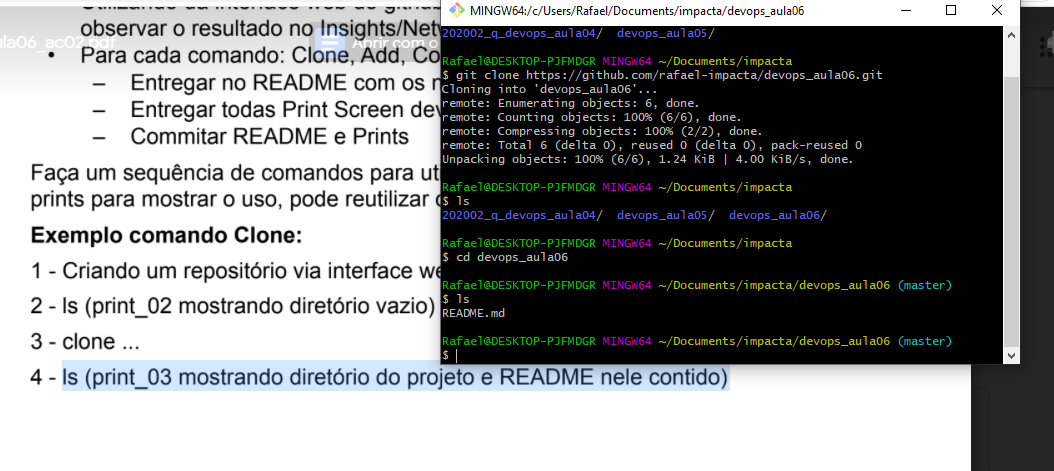 Utilizando da interface web do github
observar o resultado no Insights/Netw
ula06_ac02.pdf
Abrir com o
• Para cada comando: Clone, Add, Co
– Entregar no README com os
– Entregar todas Print Screen dev
– Commitar README e Prints
Faça um sequência de comandos para ut
prints para mostrar o uso, pode reutilizar
Exemplo comando Clone:
1 - Criando um repositório via interface we
2 - ls (print_02 mostrando diretório vazio)
3 - clone ...
4 - ls (print_03 mostrando diretório do projeto e README nele contido)
MINGW64:/c/Users/Rafael/Documents/impacta/devops_aula06
202002_q_devops_aula04/ devops_aula05/
Rafael@DESKTOP-PJFMDGR MINGW64 ~/Documents/impacta
$ git clone https://github.com/rafael-impacta/devops_aula06.git
Cloning into 'devops_aula06'...
remote: Enumerating objects: 6, done.
remote: Counting objects: 100% (6/6), done.
remote: Compressing objects: 100% (2/2), done.
remote: Total 6 (delta 0), reused 0 (delta 0), pack-reused 0
Unpacking objects: 100% (6/6), 1.24 KiB | 4.00 KiB/s, done.
Rafael@DESKTOP-PJFMDGR MINGW64 ~/Documents/impacta
$ ls
202002_q_devops_aula04/ devops_aula05/ devops_aula06/
Rafael@DESKTOP-PJFMDGR MINGW64 ~/Documents/impacta
$ cd devops_aula06
Rafael@DESKTOP-PJFMDGR MINGW64 ~/Documents/impacta/devops_aula06 (master)
$ ls
README.md
Rafael@DESKTOP-PJFMDGR MINGW64 ~/Documents/impacta/devops_aula06 (master)
$